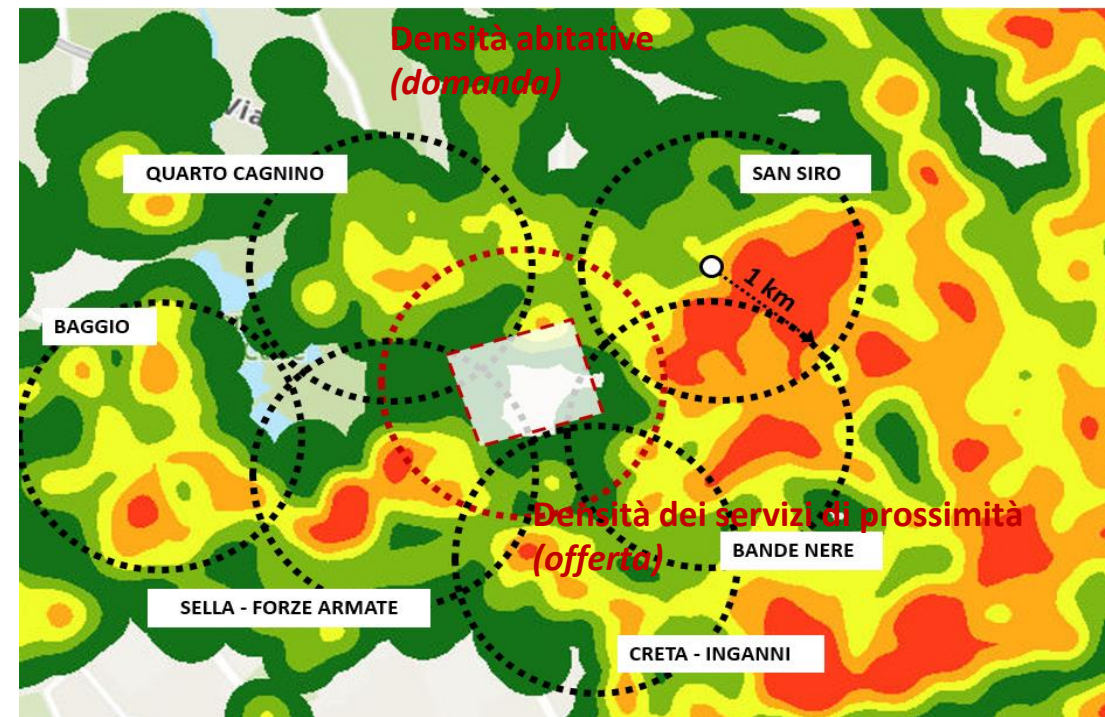 Densità abitative
(domanda)
Via
QUARTO CAGNINO
SAN SIRO
1 km
BAGGIO
Densità dei servizi di prossimità
(offerta)
BANDE NERE
SELLA - FORZE ARMATE
CRETA - INGANNI